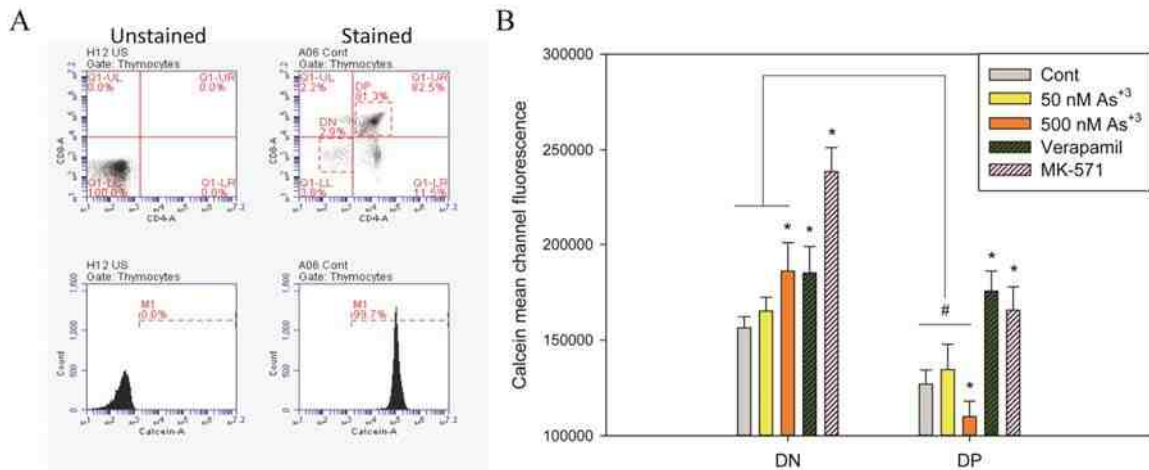 A
Unstained
Stained
H12 US
Gate: Thymocytes
Q1-UL
0.0%
Q1-UR
0.0%
Q1-LL
100.0%
Q1-LR
0.0%
CD8-A
CD4-A
A06 Cont
Gate: Thymocytes
Q1-UL
Q1-UR
82.5%
DP
81.3%
DN
2.9%
Q1-LL
Q1-LR
11.5%
CD8-A
CD4-A
H12 US
Gate: Thymocytes
M1
0.0%
Count
Calcein-A
A06 Cont
Gate: Thymocytes
M1
99.7%
Count
Calcein-A
B
Calcein mean channel fluorescence
300000
250000
200000
150000
100000
Cont
50 nM As+3
500 nM As+3
Verapamil
MK-571
*
*
*
#
*
*
*
DN
DP